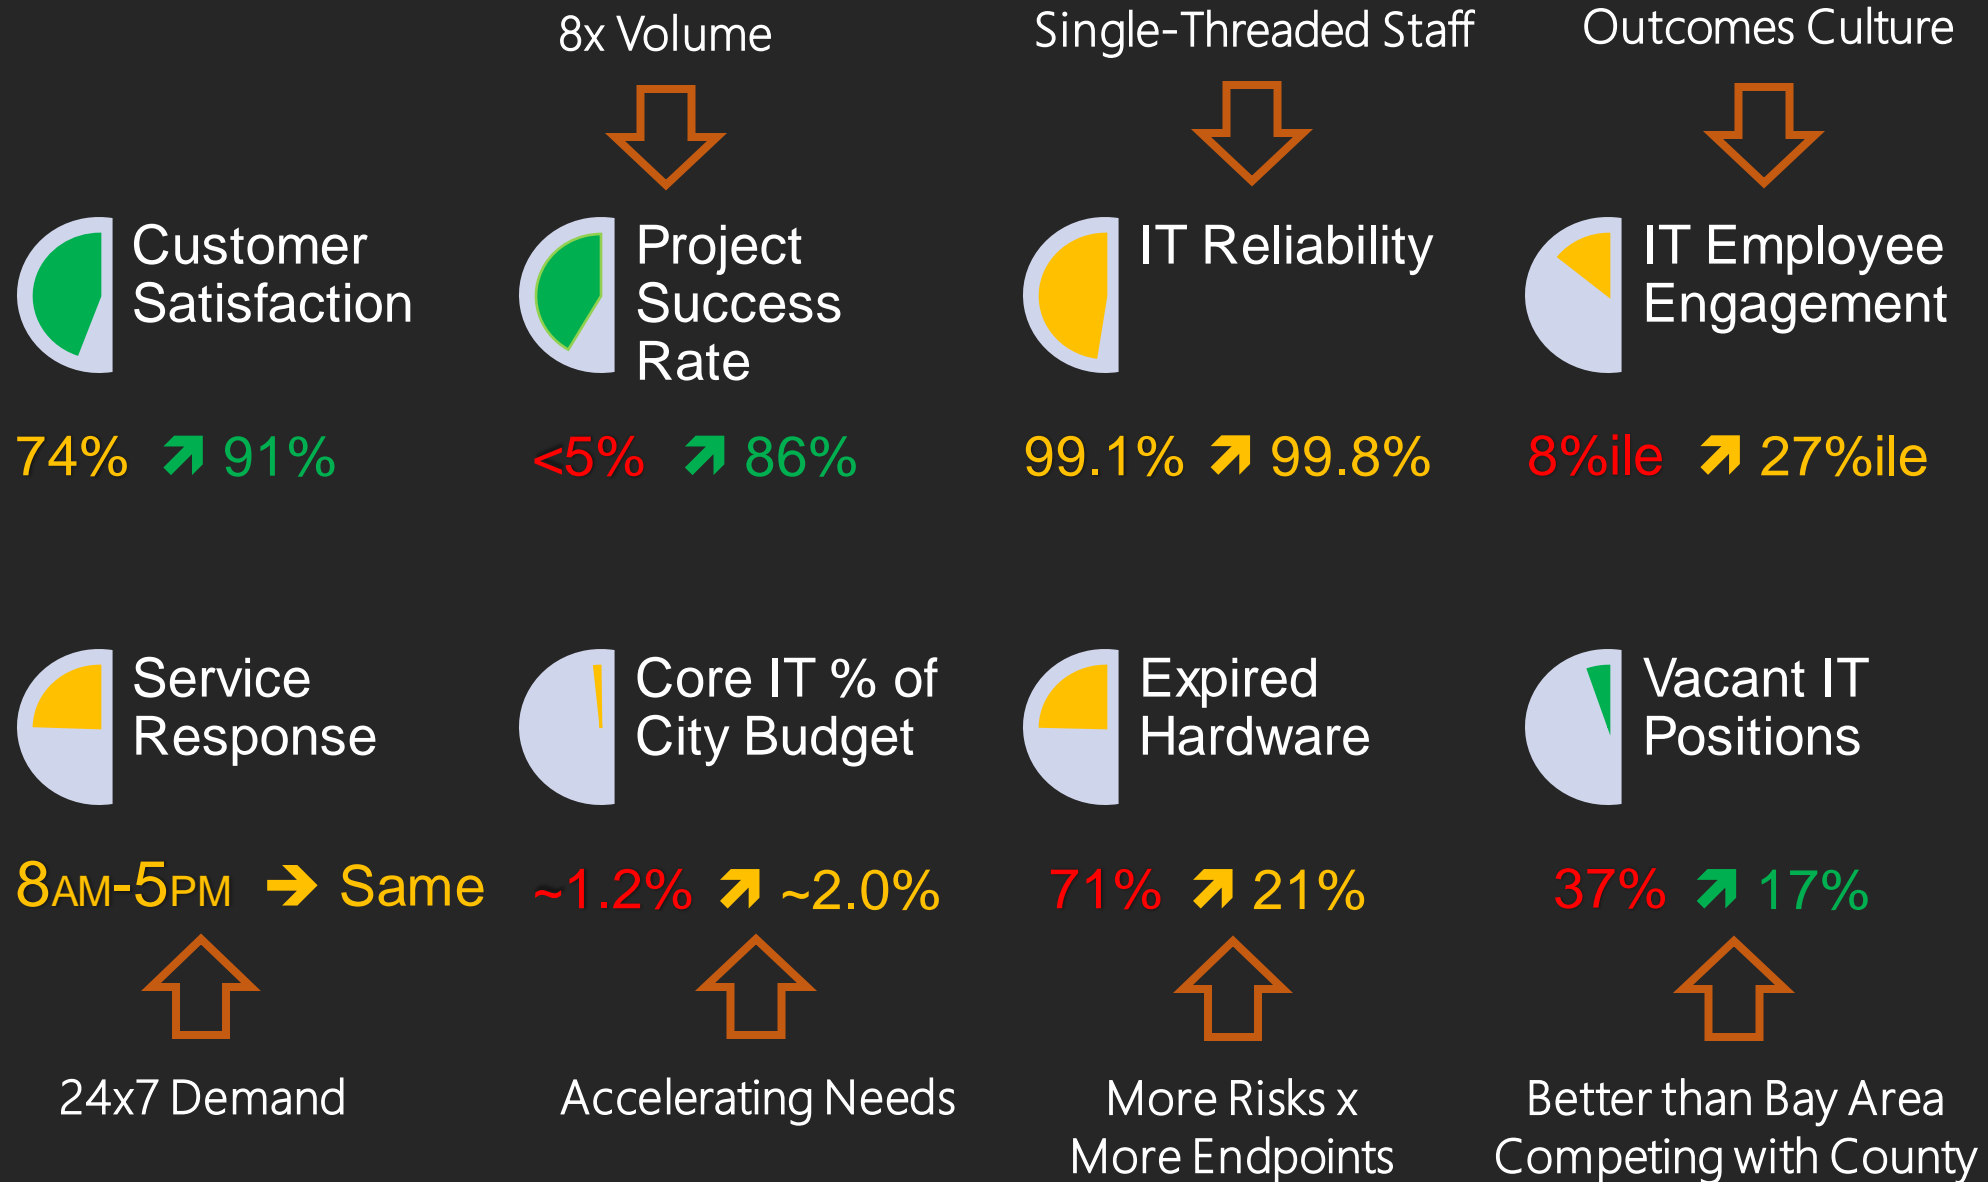 8x Volume
Single-Threaded Staff
Outcomes Culture
Customer
Satisfaction
Project
Success
Rate
IT Reliability
IT Employee
Engagement
74% 91%
<5% 86%
99.1% 99.8%
8%ile 27%ile
Service
Response
Core IT % of
City Budget
Expired
Hardware
Vacant IT
Positions
8AM-5PM Same
~1.2% ~2.0%
71% 21%
37% 17%
24x7 Demand
Accelerating Needs
More Risks x
More Endpoints
Better than Bay Area
Competing with County